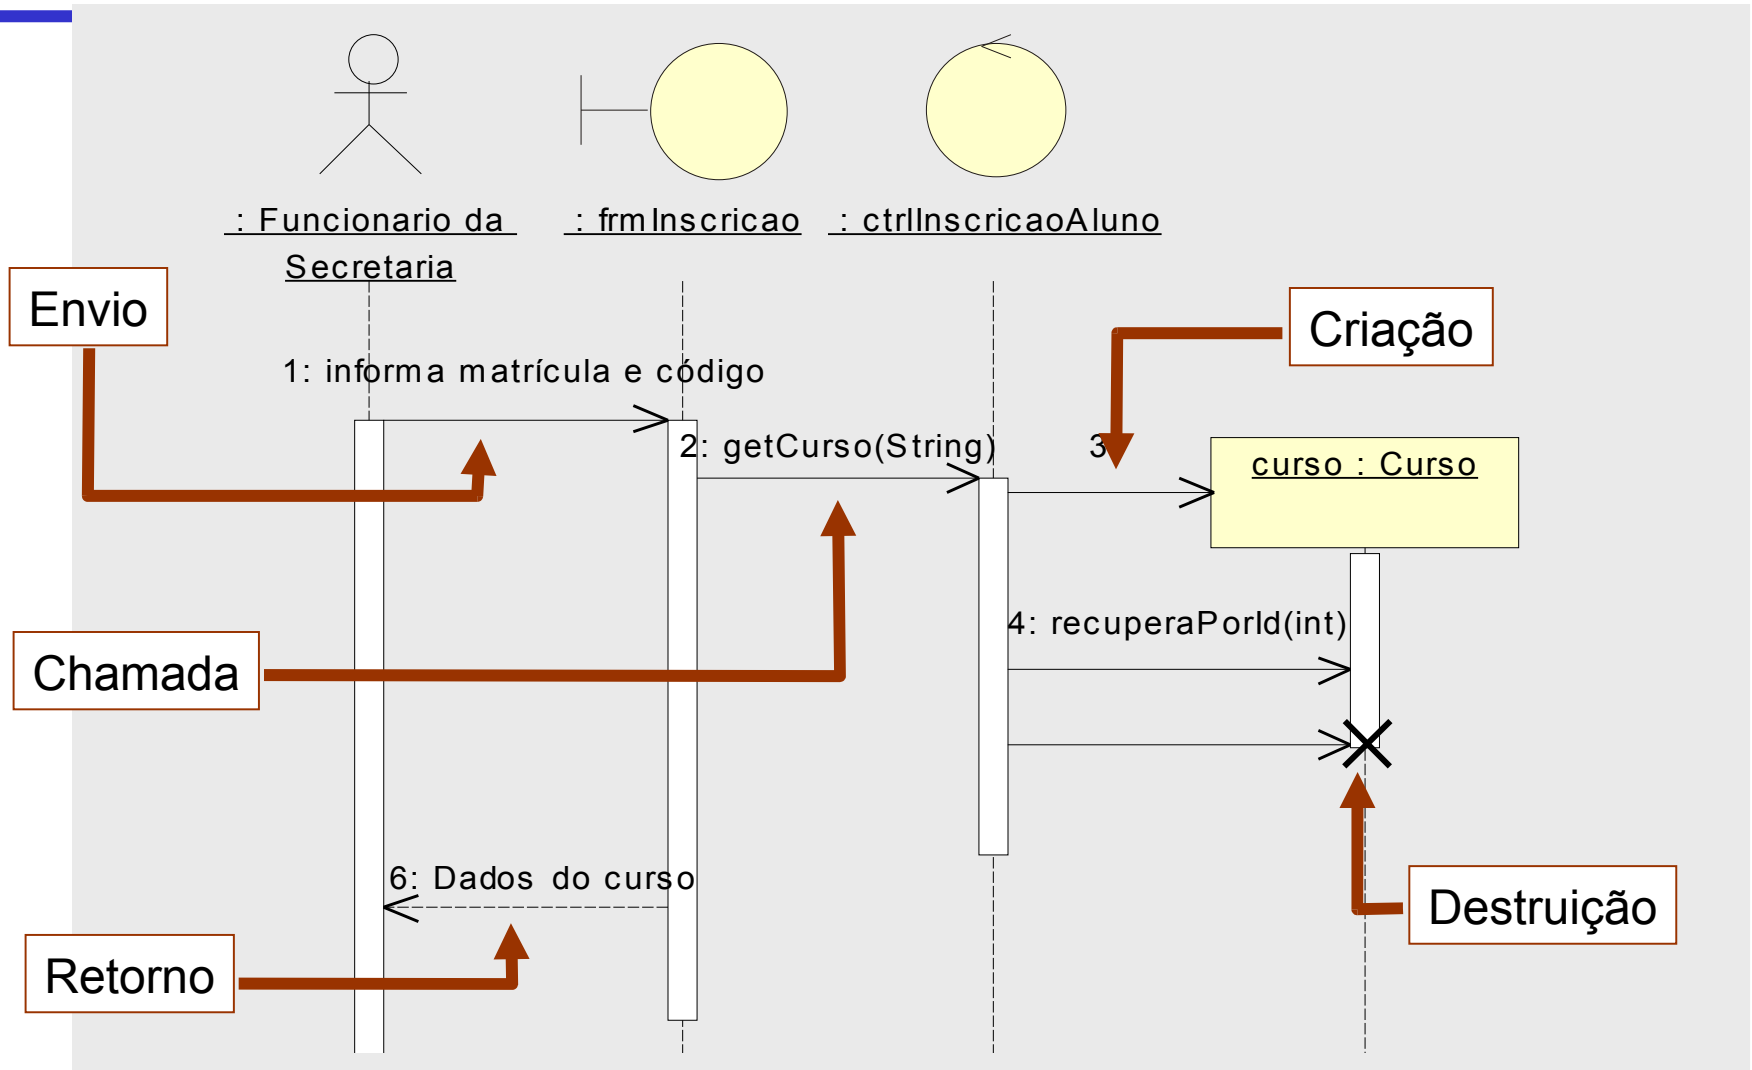 : Funcionario da
Secretaria
: frmInscricao
: ctrlInscricaoAluno
Envio
Criação
1: informa matrícula e código
2: getCurso(String)
3
curso : Curso
4: recuperaPorId(int)
Chamada
6: Dados do curso
Destruição
Retorno